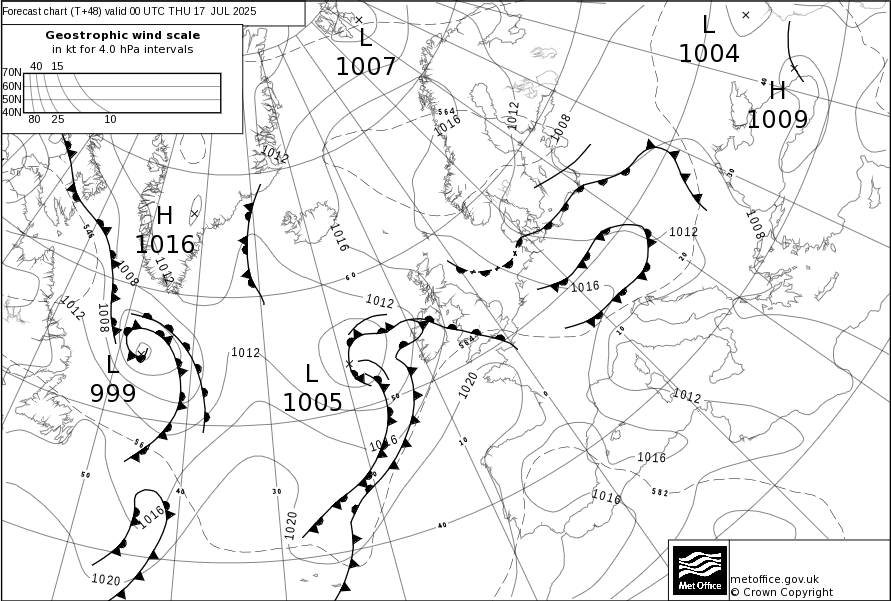 Forecast chart (T+48) valid 00 UTC THU 17 JUL 2025
Geostrophic wind scale
in kt for 4.0 hPa intervals
40 15
70N
60N
50N
40N
80 25 10
L
1007
L
1004
H
1009
40
564
1016
1012
1008
1012
30
H
1016
546
1008
1012
1016
1008
1012
20
60
1016
1012
1008
1012
10
564
L
999
1012
L
1005
1020
0
50
1012
564
1016
10
1016
50
40
30
1016
582
1016
1020
40
1020
Met Office
metoffice.gov.uk
© Crown Copyright